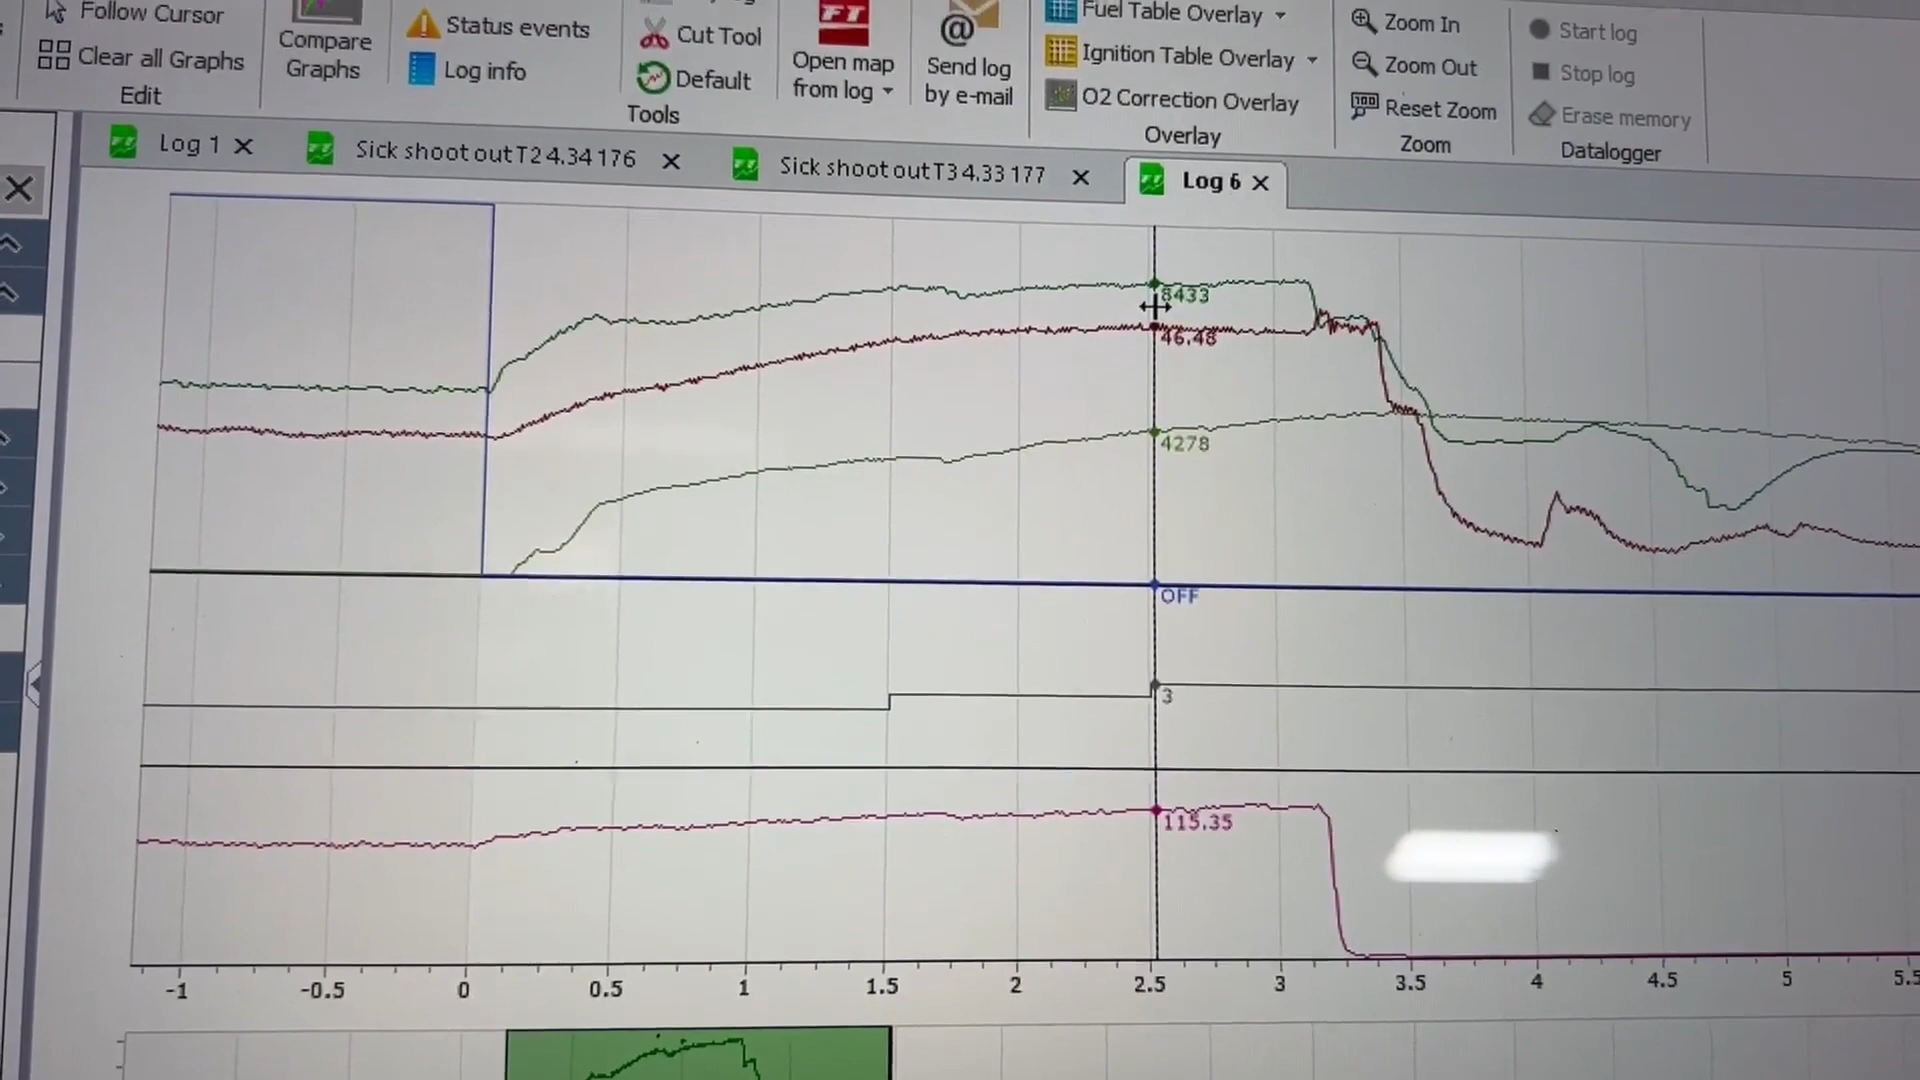 Follow Cursor
Clear all Graphs
Edit
Compare
Graphs
Status events
Log info
Cut Tool
Default
Tools
FT
Open map
from log
Send log
by e-mail
Fuel Table Overlay
Ignition Table Overlay
O2 Correction Overlay
Overlay
Zoom In
Zoom Out
Reset Zoom
Zoom
Start log
Stop log
Erase memory
Datalogger
Log 1
Sick shoot out T2 4.34 176
Sick shoot out T3 4.33 177
Log 6
8433
46.48
4278
OFF
3
115.35
-1 -0.5 0 0.5 1 1.5 2 2.5 3 3.5 4 4.5 5 5.5